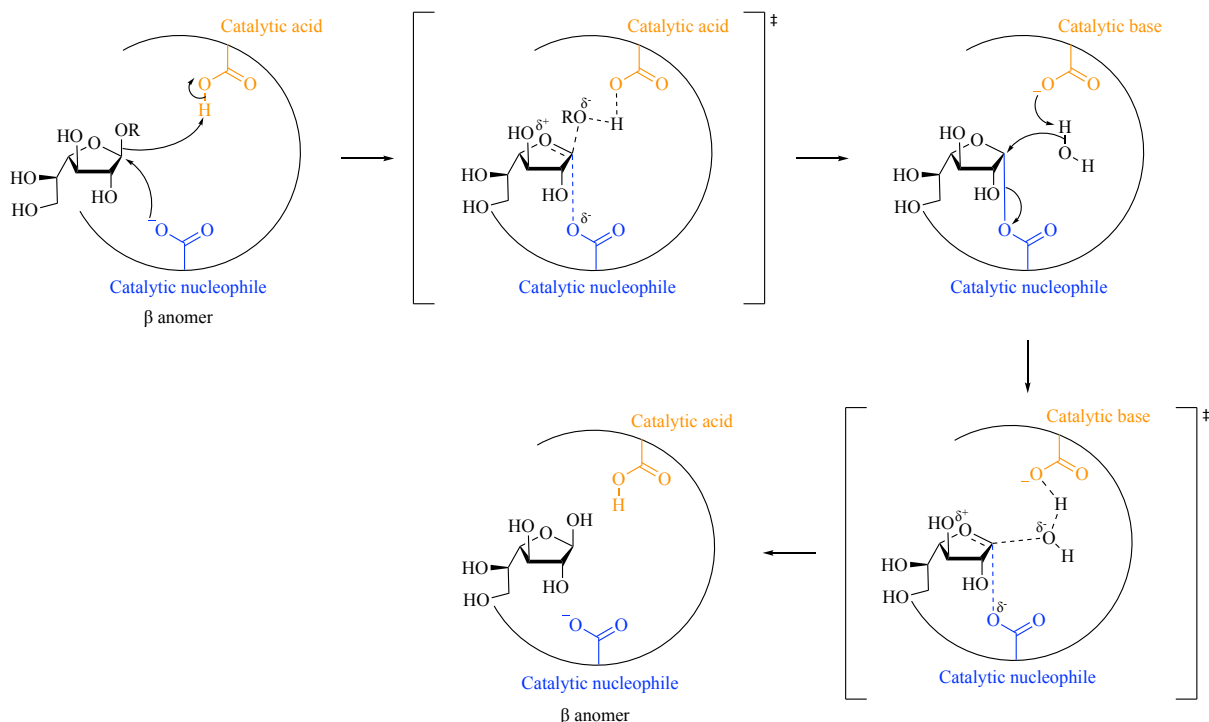 Catalytic acid
O
O
H
OR
O
HO
HO
HO
HO
−
O
O
Catalytic nucleophile
β anomer
‡
Catalytic acid
O
O
δ-
RO
H
HO
δ+
O
HO
HO
HO
δ-
O
O
Catalytic nucleophile
Catalytic base
O
−
O
H
O
H
O
HO
HO
HO
HO
O
O
Catalytic nucleophile
‡
Catalytic base
O
−
O
H
δ-
O
H
HO
δ+
O
HO
HO
HO
δ-
O
O
Catalytic nucleophile
Catalytic acid
HO
O
H
OH
O
HO
HO
HO
HO
−
O
O
Catalytic nucleophile
β anomer